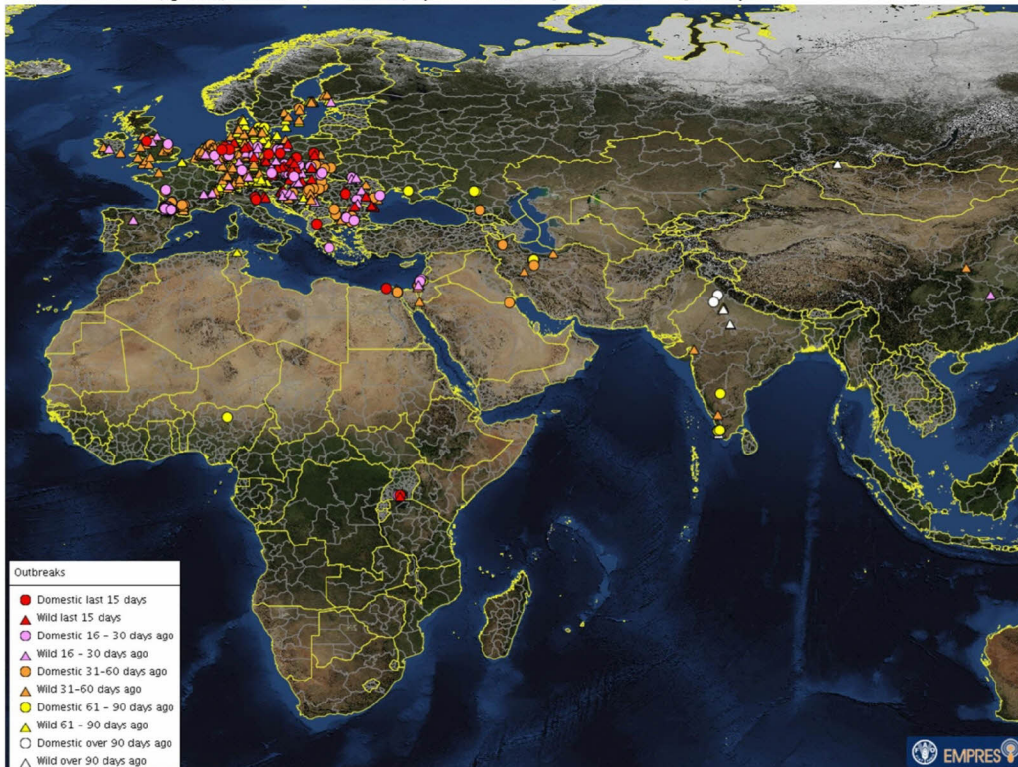 Outbreaks
Domestic last 15 days
Wild last 15 days
Domestic 16 - 30 days ago
Wild 16 - 30 days ago
Domestic 31-60 days ago
Wild 31-60 days ago
Domestic 61 - 90 days ago
Wild 61 - 90 days ago
Domestic over 90 days ago
Wild over 90 days ago
EMPRES